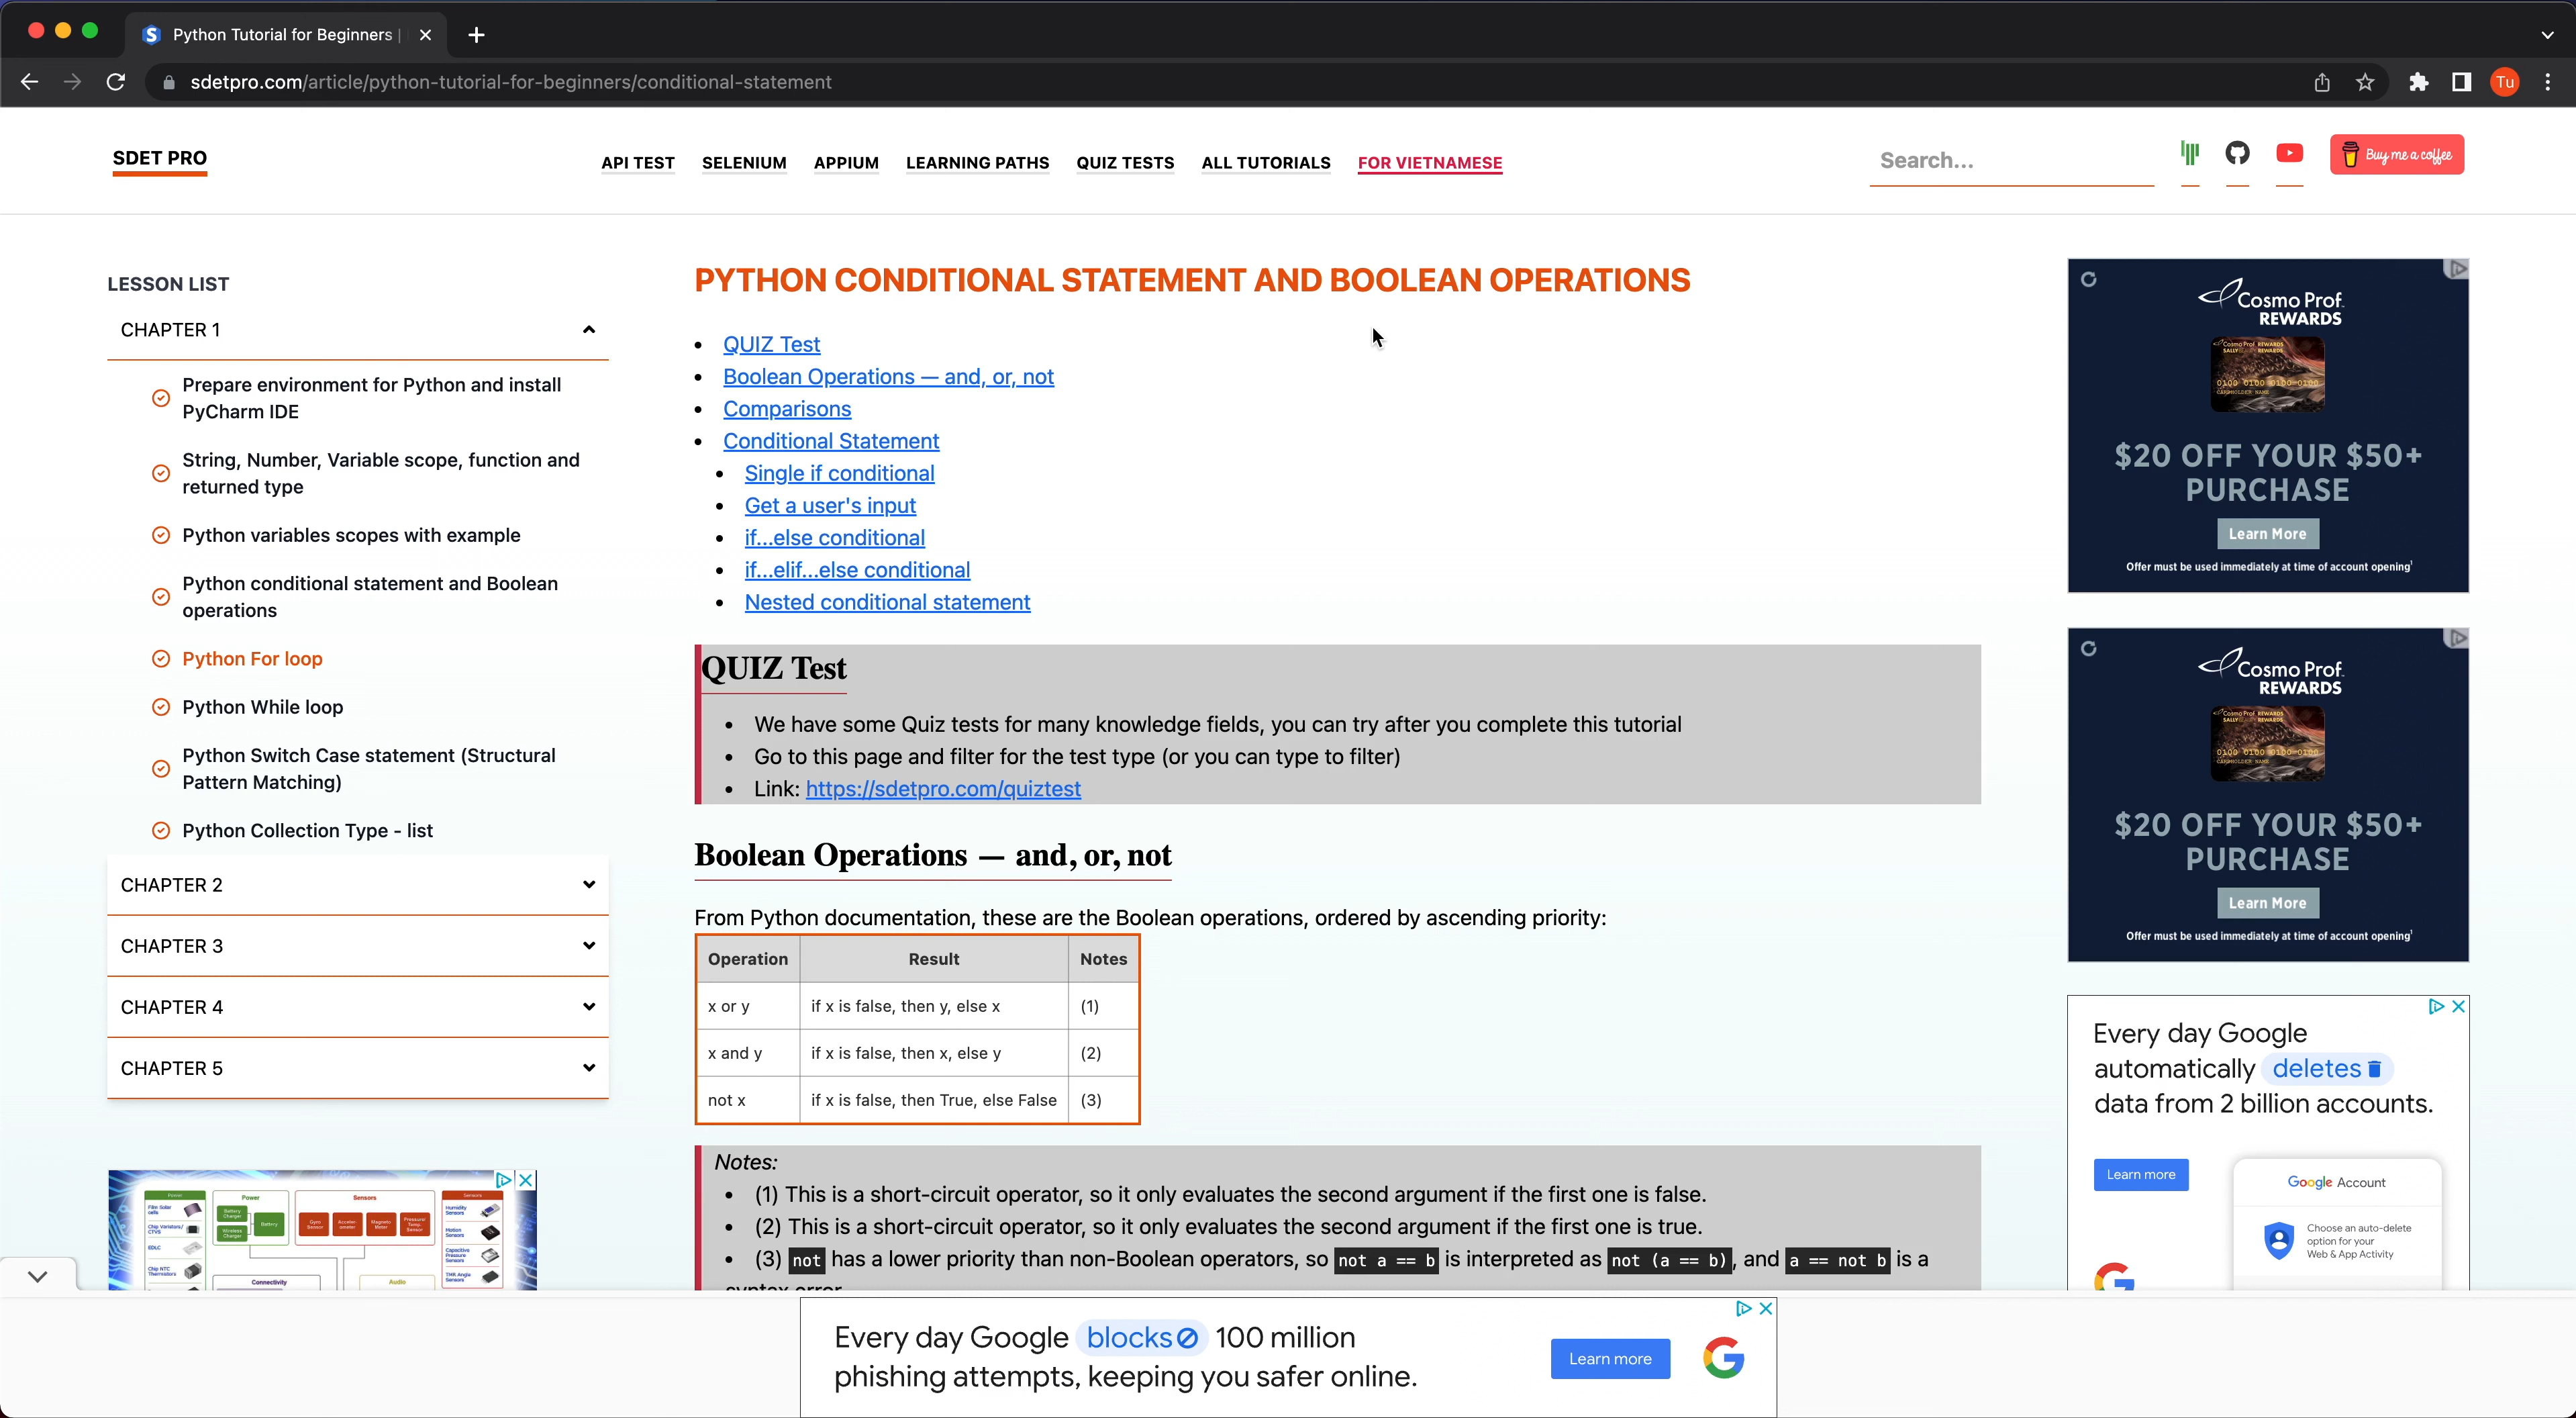 Python Tutorial for Beginners |
sdetpro.com/article/python-tutorial-for-beginners/conditional-statement
Tu
SDET PRO
API TEST
SELENIUM
APPIUM
LEARNING PATHS
QUIZ TESTS
ALL TUTORIALS
FOR VIETNAMESE
Search...
Buy me a coffee
LESSON LIST
CHAPTER 1
Prepare environment for Python and install
PyCharm IDE
String, Number, Variable scope, function and
returned type
Python variables scopes with example
Python conditional statement and Boolean
operations
Python For loop
Python While loop
Python Switch Case statement (Structural
Pattern Matching)
Python Collection Type - list
CHAPTER 2
CHAPTER 3
CHAPTER 4
CHAPTER 5
Power
Power
Sensors
Sensors
Connectivity
Audio
PYTHON CONDITIONAL STATEMENT AND BOOLEAN OPERATIONS
• QUIZ Test
• Boolean Operations — and, or, not
• Comparisons
• Conditional Statement
• Single if conditional
• Get a user's input
• if...else conditional
• if...elif...else conditional
• Nested conditional statement
QUIZ Test
• We have some Quiz tests for many knowledge fields, you can try after you complete this tutorial
• Go to this page and filter for the test type (or you can type to filter)
• Link: https://sdetpro.com/quiztest
Boolean Operations — and, or, not
From Python documentation, these are the Boolean operations, ordered by ascending priority:
Operation Result Notes
x or y if x is false, then y, else x (1)
x and y if x is false, then x, else y (2)
not x if x is false, then True, else False (3)
Notes:
• (1) This is a short-circuit operator, so it only evaluates the second argument if the first one is false.
• (2) This is a short-circuit operator, so it only evaluates the second argument if the first one is true.
• (3) not has a lower priority than non-Boolean operators, so not a == b is interpreted as not (a == b), and a == not b is a
syntax error
Cosmo Prof
REWARDS
$20 OFF YOUR $50+
PURCHASE
Learn More
Offer must be used immediately at time of account opening¹
Cosmo Prof
REWARDS
$20 OFF YOUR $50+
PURCHASE
Learn More
Offer must be used immediately at time of account opening¹
Every day Google
automatically deletes
data from 2 billion accounts.
Learn more
Google Account
Choose an auto-delete
option for your
Web & App Activity
Every day Google blocks 100 million
phishing attempts, keeping you safer online.
Learn more